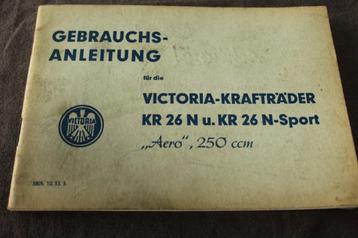 GEBRAUCHS-
ANLEITUNG
für die
VICTORIA-KRAFTRÄDER
KR 26 N u. KR 26 N-Sport
„Aero", 250 ccm
VICTORIA